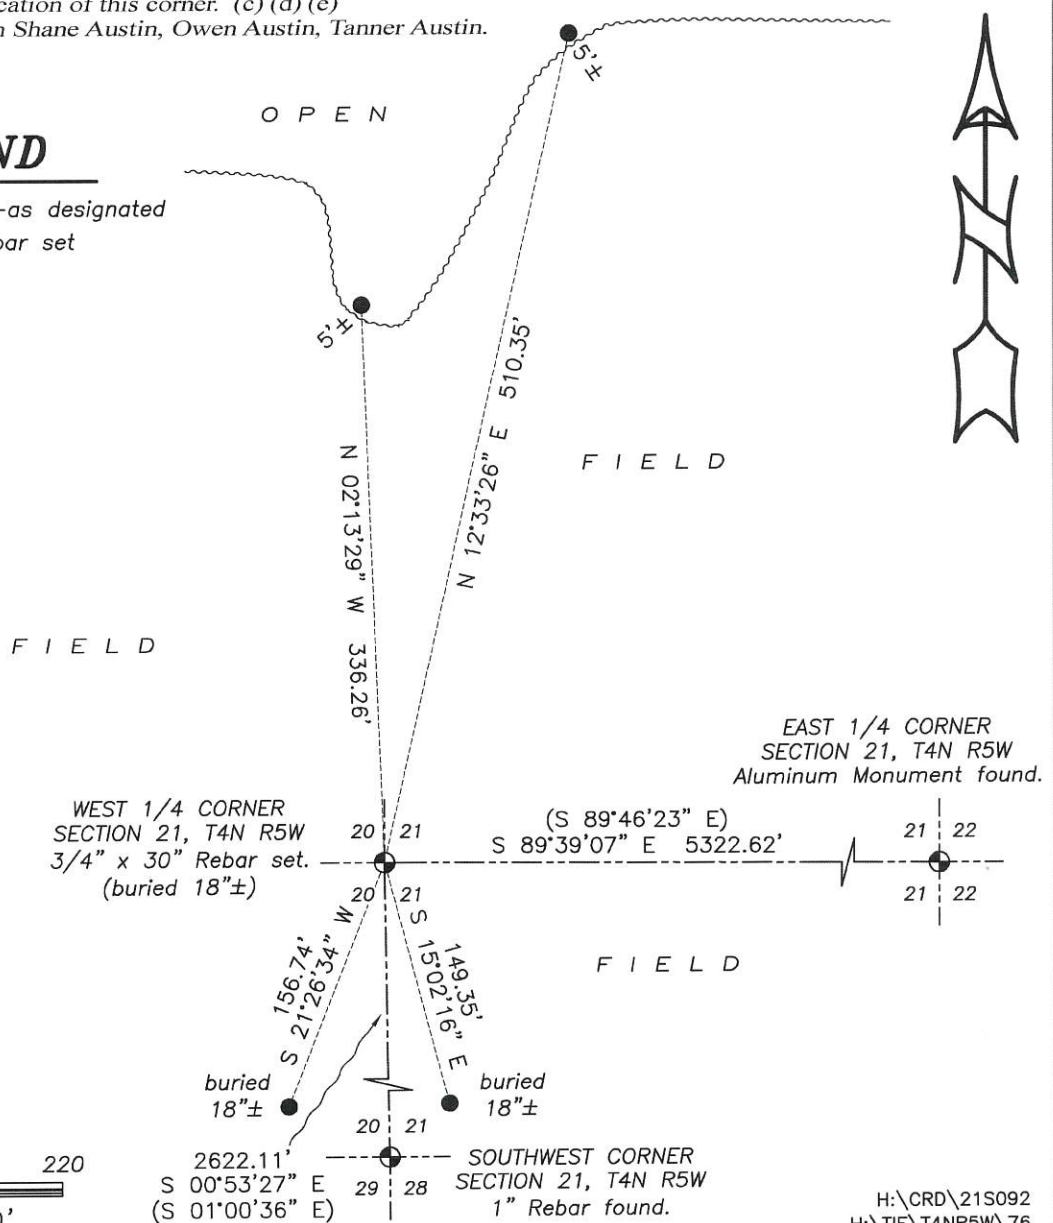 cation of this corner. (c) (d) (e)
Shane Austin, Owen Austin, Tanner Austin.
5'±
OPEN
-as designated
set
5'±
N 12°33'26" E 510.35'
N 02°13'29" W 336.26'
FIELD
FIELD
EAST 1/4 CORNER
SECTION 21, T4N R5W
Aluminum Monument found.
WEST 1/4 CORNER
SECTION 21, T4N R5W
3/4" x 30" Rebar set.
(buried 18"±)
20 21
20 21
(S 89°46'23" E)
S 89°39'07" E 5322.62'
21 22
21 22
156.74'
S 21°26'34" W
149.35'
S 15°02'16" E
FIELD
buried
18"±
buried
18"±
20 21
29 28
2622.11'
S 00°53'27" E
(S 01°00'36" E)
SOUTHWEST CORNER
SECTION 21, T4N R5W
1" Rebar found.
220
H:\CRD\21S092
H:\TIE\T4NR5W\76